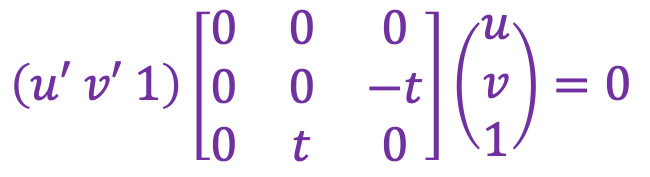 (u′ v′ 1) [0 0 0; 0 0 −t; 0 t 0] (u; v; 1) = 0